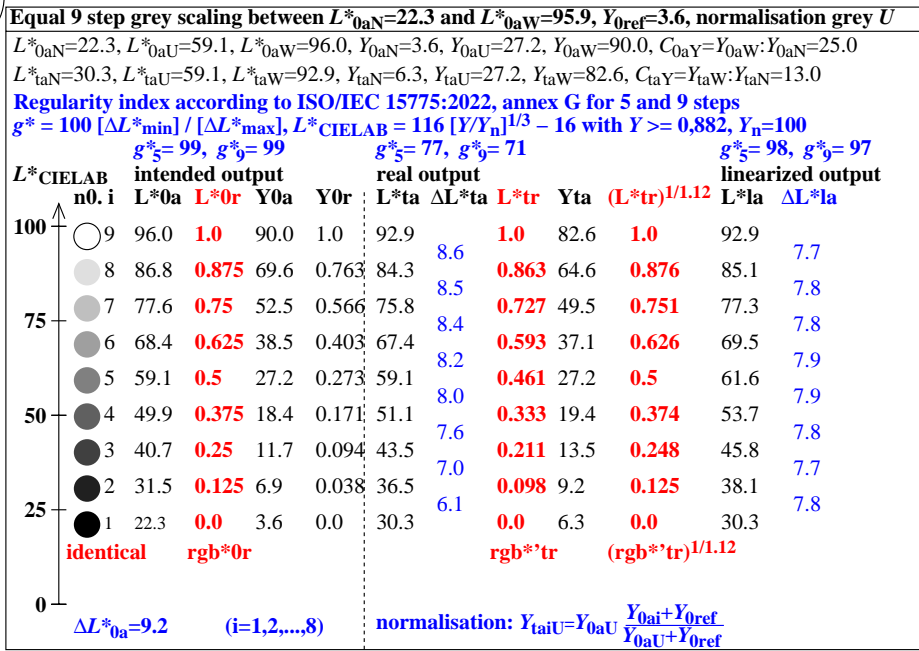 Equal 9 step grey scaling between L*0aN=22.3 and L*0aW=95.9, Y0ref=3.6, normalisation grey U
L*0aN=22.3, L*0aU=59.1, L*0aW=96.0, Y0aN=3.6, Y0aU=27.2, Y0aW=90.0, C0aY=Y0aW:Y0aN=25.0
L*taN=30.3, L*taU=59.1, L*taW=92.9, YtaN=6.3, YtaU=27.2, YtaW=82.6, CtaY=YtaW:YtaN=13.0
Regularity index according to ISO/IEC 15775:2022, annex G for 5 and 9 steps
g* = 100 [ΔL*min] / [ΔL*max], L*CIELAB = 116 [Y/Yn]1/3 – 16 with Y >= 0,882, Yn=100
g*5= 99, g*9= 99 g*5= 77, g*9= 71 g*5= 98, g*9= 97
L*CIELAB intended output real output linearized output
n0. i L*0a L*0r Y0a Y0r L*ta ΔL*ta L*tr Yta (L*tr)1/1.12 L*la ΔL*la
100 9 96.0 1.0 90.0 1.0 92.9 1.0 82.6 1.0 92.9
8.6 7.7
8 86.8 0.875 69.6 0.763 84.3 0.863 64.6 0.876 85.1
8.5 7.8
7 77.6 0.75 52.5 0.566 75.8 0.727 49.5 0.751 77.3
75 8.4 7.8
6 68.4 0.625 38.5 0.403 67.4 0.593 37.1 0.626 69.5
8.2 7.9
5 59.1 0.5 27.2 0.273 59.1 0.461 27.2 0.5 61.6
8.0 7.9
50 4 49.9 0.375 18.4 0.171 51.1 0.333 19.4 0.374 53.7
7.6 7.8
3 40.7 0.25 11.7 0.094 43.5 0.211 13.5 0.248 45.8
7.0 7.7
2 31.5 0.125 6.9 0.038 36.5 0.098 9.2 0.125 38.1
25 6.1 7.8
1 22.3 0.0 3.6 0.0 30.3 0.0 6.3 0.0 30.3
identical rgb*0r rgb*'tr (rgb*'tr)1/1.12
0
ΔL*0a=9.2 (i=1,2,...,8) normalisation: YtaiU=Y0aU Y0ai+Y0ref
Y0aU+Y0ref